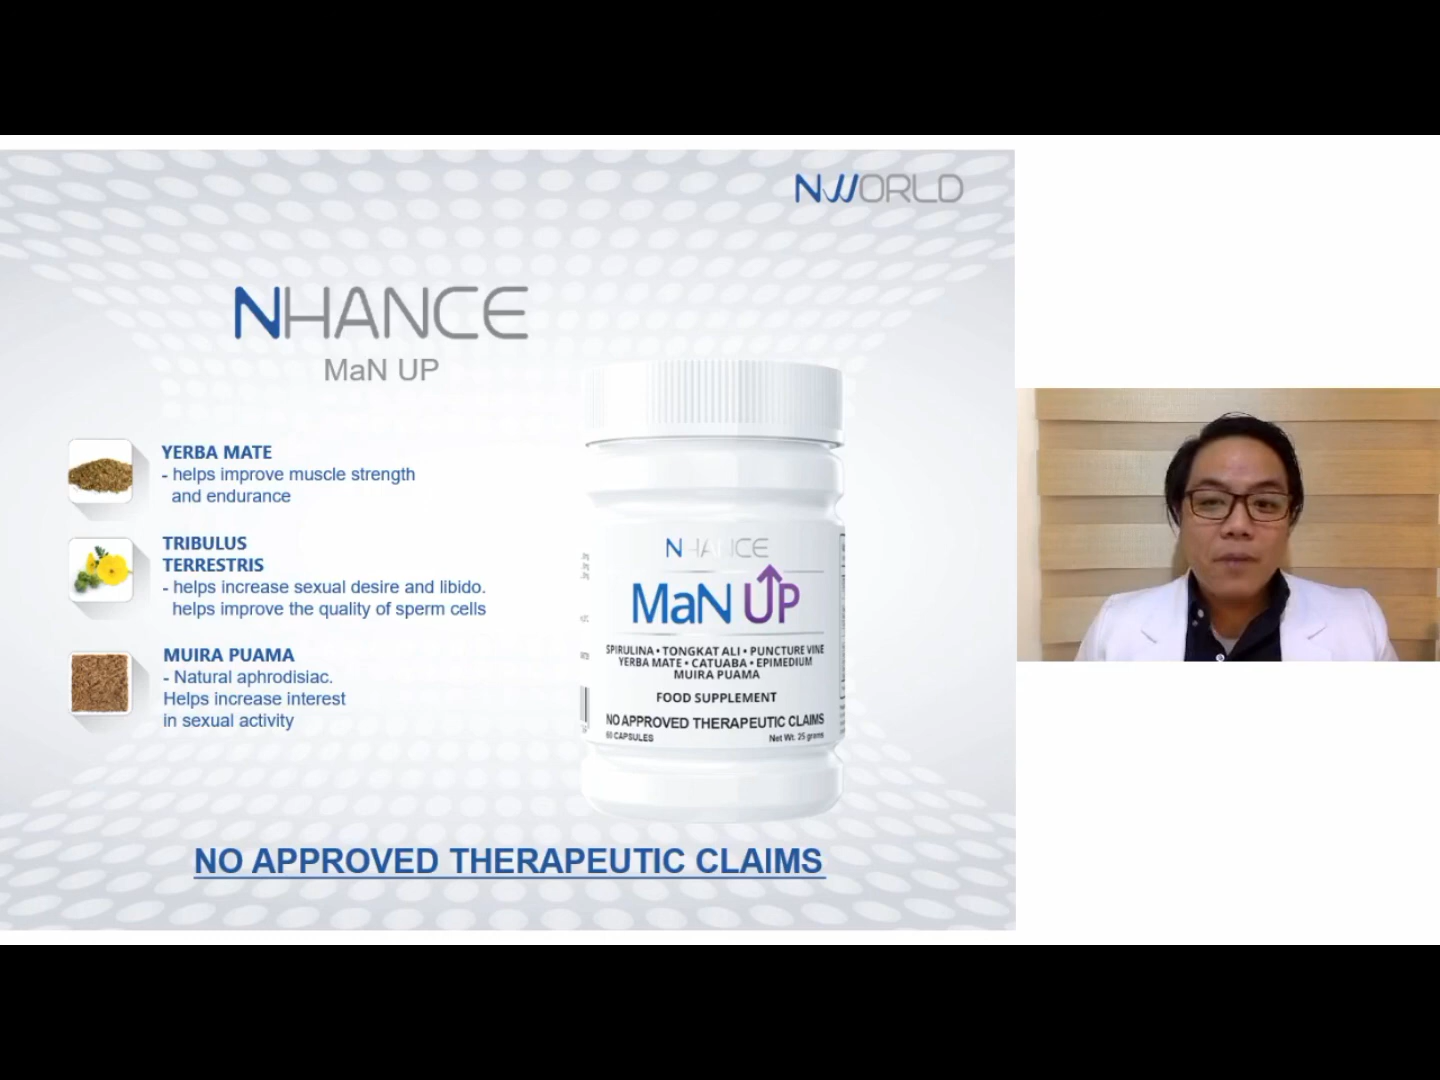 NWORLD
NHANCE
MaN UP
YERBA MATE
- helps improve muscle strength
and endurance
TRIBULUS
TERRESTRIS
- helps increase sexual desire and libido.
helps improve the quality of sperm cells
MUIRA PUAMA
- Natural aphrodisiac.
Helps increase interest
in sexual activity
NHANCE
MaN UP
SPIRULINA • TONGKAT ALI • PUNCTURE VINE
YERBA MATE • CATUABA • EPIMEDIUM
MUIRA PUAMA
FOOD SUPPLEMENT
NO APPROVED THERAPEUTIC CLAIMS
60 CAPSULES Net Wt. 25 grams
NO APPROVED THERAPEUTIC CLAIMS